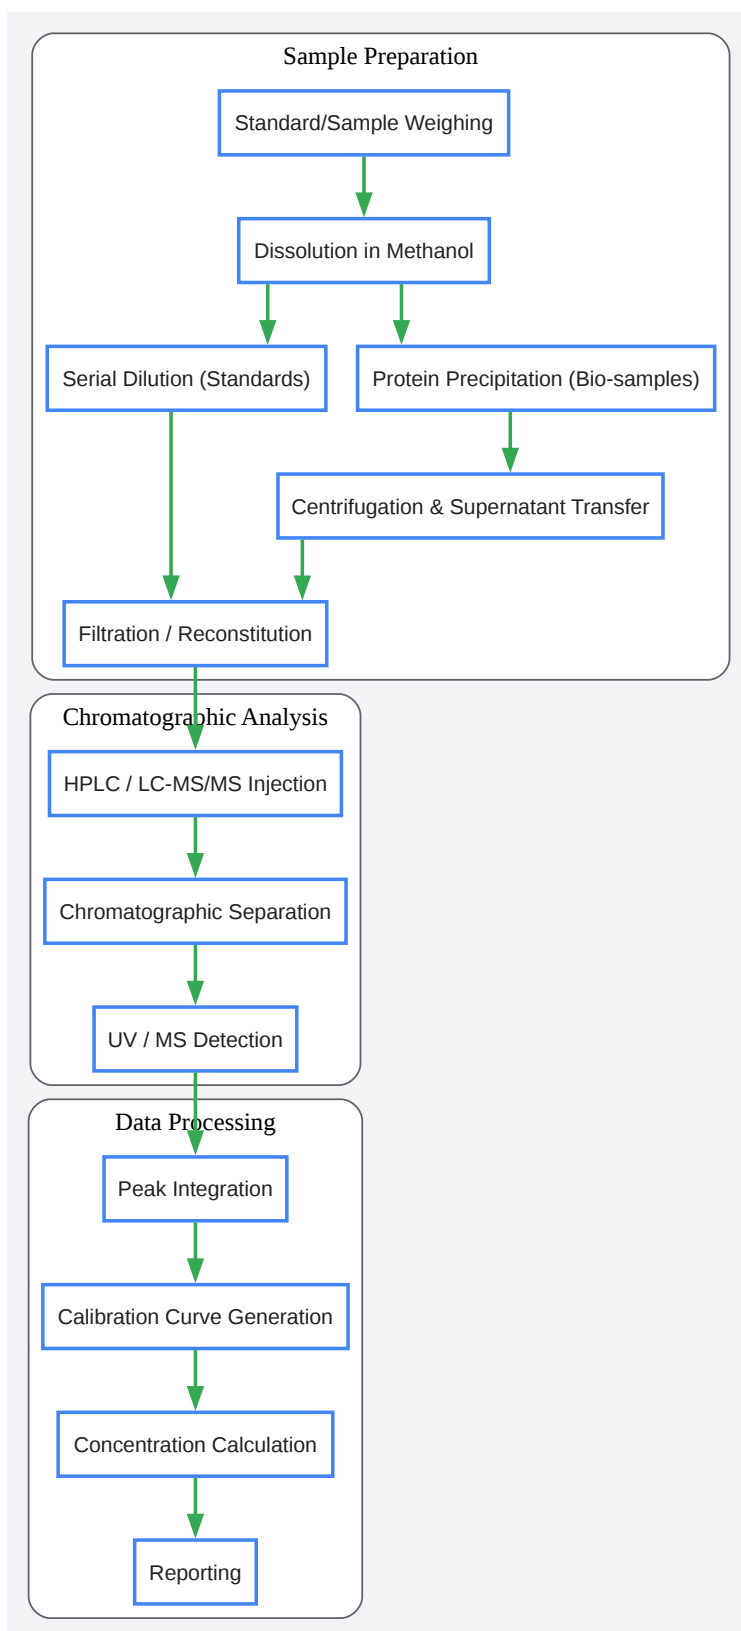 Sample Preparation
Standard/Sample Weighing
Dissolution in Methanol
Serial Dilution (Standards)
Protein Precipitation (Bio-samples)
Centrifugation & Supernatant Transfer
Filtration / Reconstitution
Chromatographic Analysis
HPLC / LC-MS/MS Injection
Chromatographic Separation
UV / MS Detection
Data Processing
Peak Integration
Calibration Curve Generation
Concentration Calculation
Reporting